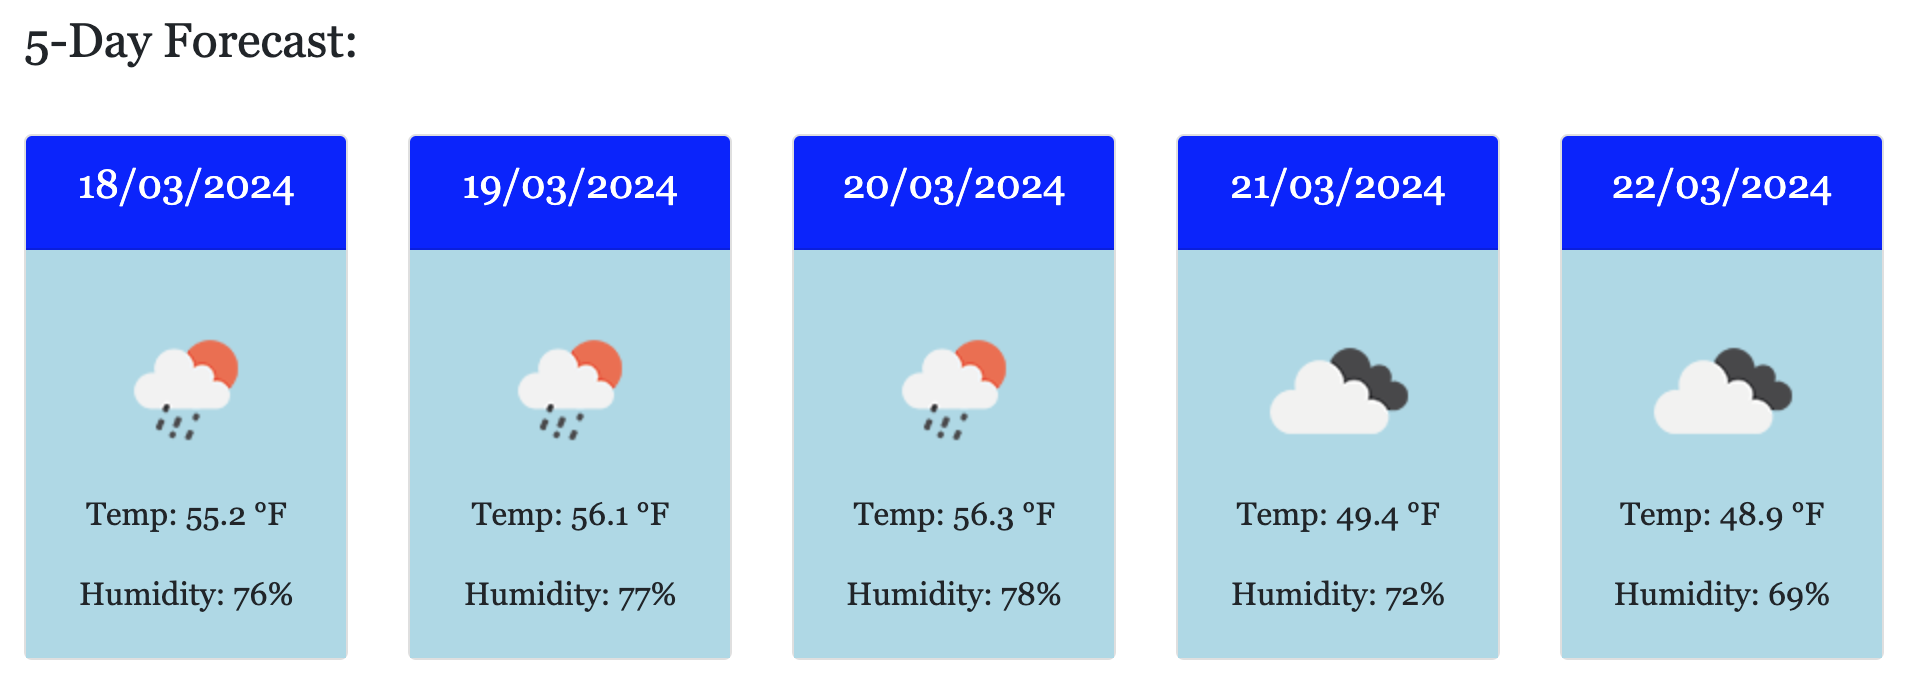 5-Day Forecast:
18/03/2024
Temp: 55.2 °F
Humidity: 76%
19/03/2024
Temp: 56.1 °F
Humidity: 77%
20/03/2024
Temp: 56.3 °F
Humidity: 78%
21/03/2024
Temp: 49.4 °F
Humidity: 72%
22/03/2024
Temp: 48.9 °F
Humidity: 69%